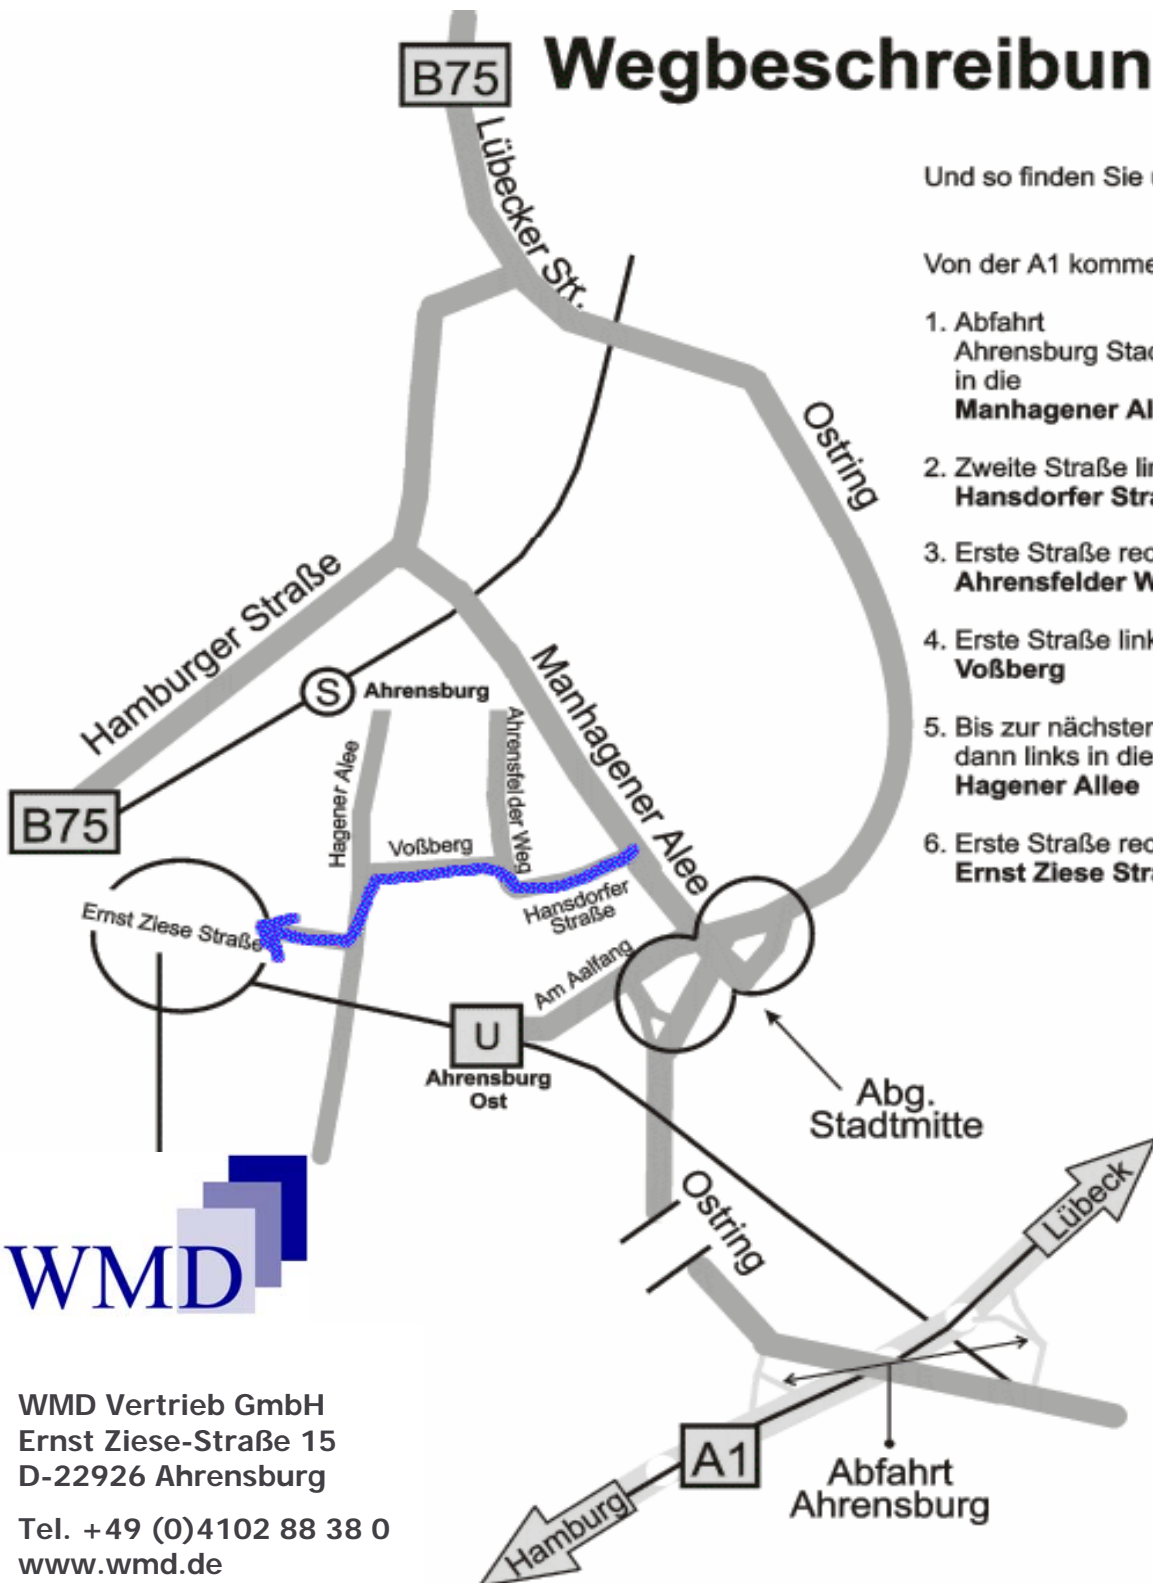 B75
Wegbeschreibun
Lübecker Str.
Und so finden Sie
Von der A1 komme
1. Abfahrt
Ahrensburg Stad
in die
Manhagener Al
2. Zweite Straße lin
Hansdorfer Stra
3. Erste Straße rec
Ahrensfelder W
4. Erste Straße link
Voßberg
5. Bis zur nächsten
dann links in die
Hagener Allee
6. Erste Straße rec
Ernst Ziese Stra
Ostring
Hamburger Straße
S
Ahrensburg
Manhagener Alee
Hagener Alee
Ahrensfelder Weg
B75
Voßberg
Hansdorfer
Straße
Ernst Ziese Straße
Am Aalfang
U
Ahrensburg
Ost
Abg.
Stadtmitte
Ostring
Lübeck
WMD
A1
Abfahrt
Ahrensburg
Hamburg
WMD Vertrieb GmbH
Ernst Ziese-Straße 15
D-22926 Ahrensburg
Tel. +49 (0)4102 88 38 0
www.wmd.de